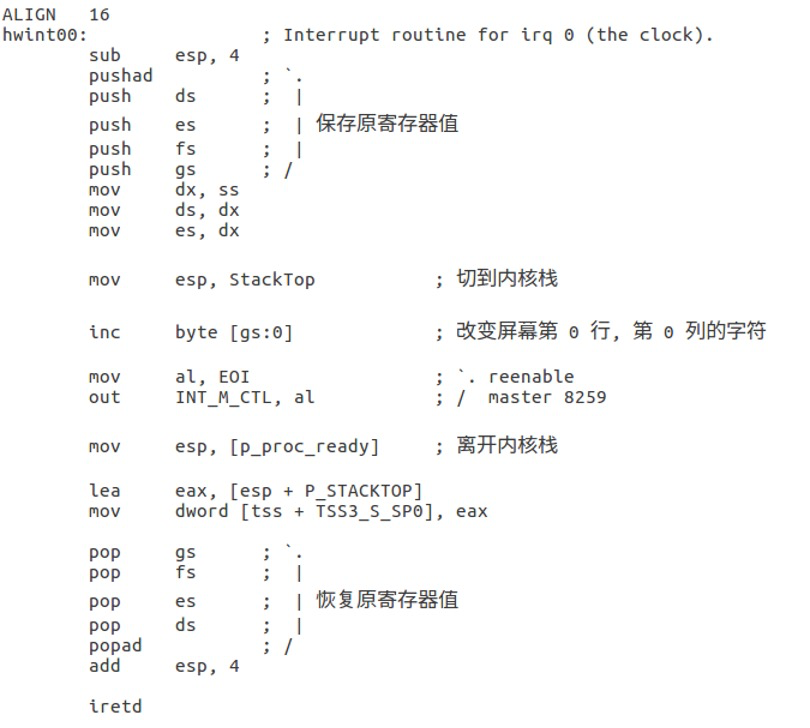 ALIGN   16
hwint00:                ; Interrupt routine for irq 0 (the clock).
        sub     esp, 4
        pushad          ; `.
        push    ds      ;  |
        push    es      ;  | 保存原寄存器值
        push    fs      ;  |
        push    gs      ; /
        mov     dx, ss
        mov     ds, dx
        mov     es, dx
        mov     esp, StackTop           ; 切到内核栈
        inc     byte [gs:0]             ; 改变屏幕第 0 行, 第 0 列的字符
        mov     al, EOI                 ; `. reenable
        out     INT_M_CTL, al           ; /  master 8259
        mov     esp, [p_proc_ready]     ; 离开内核栈
        lea     eax, [esp + P_STACKTOP]
        mov     dword [tss + TSS3_S_SP0], eax
        pop     gs      ; `.
        pop     fs      ;  |
        pop     es      ;  | 恢复原寄存器值
        pop     ds      ;  |
        popad           ; /
        add     esp, 4
        iretd